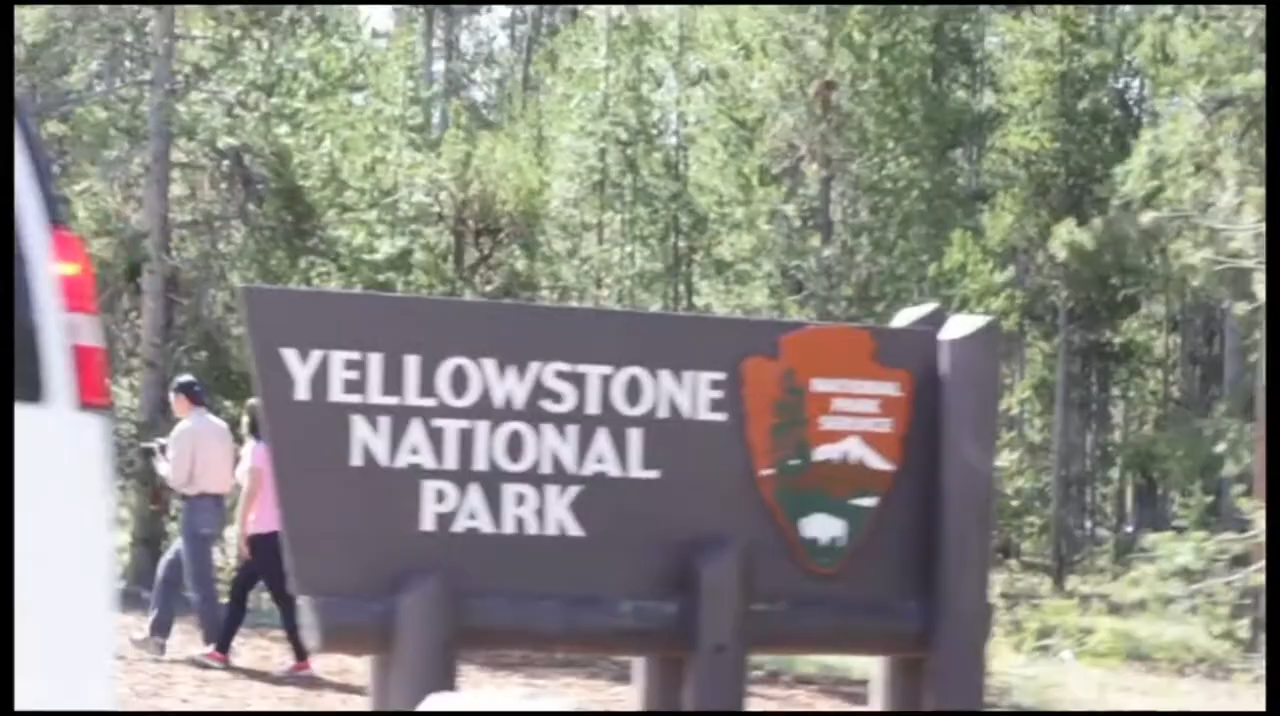 YELLOWSTONE
NATIONAL
PARK
NATIONAL
PARK
SERVICE